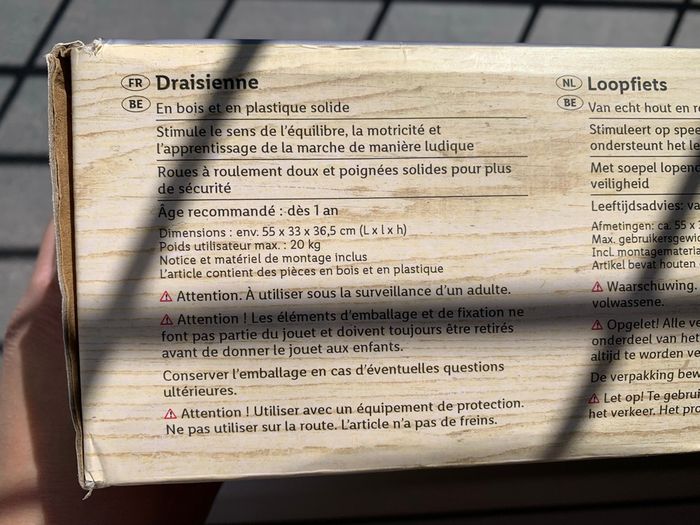 FR Draisienne
BE
En bois et en plastique solide
Stimule le sens de l'équilibre, la motricité et
l'apprentissage de la marche de manière ludique
Roues à roulement doux et poignées solides pour plus
de sécurité
Âge recommandé : dès 1 an
Dimensions : env. 55 x 33 x 36,5 cm (L x l x h)
Poids utilisateur max. : 20 kg
Notice et matériel de montage inclus
L'article contient des pièces en bois et en plastique
Attention. À utiliser sous la surveillance d'un adulte.
Attention ! Les éléments d'emballage et de fixation ne
font pas partie du jouet et doivent toujours être retirés
avant de donner le jouet aux enfants.
Conserver l'emballage en cas d'éventuelles questions
ultérieures.
Attention ! Utiliser avec un équipement de protection.
Ne pas utiliser sur la route. L'article n'a pas de freins.
NL Loopfiets
BE
Van echt hout en
Stimuleert op
ondersteunt het
Met soepel
veiligheid
Leeftijdsadvies:
Afmetingen: ca. 55 x
Max.
Incl.
Artikel bevat houten
Waarschuwing.
volwassene.
Opgelet! Alle
onderdeel van het
altijd te worden
De verpakking
Let op! Te
het verkeer. Het